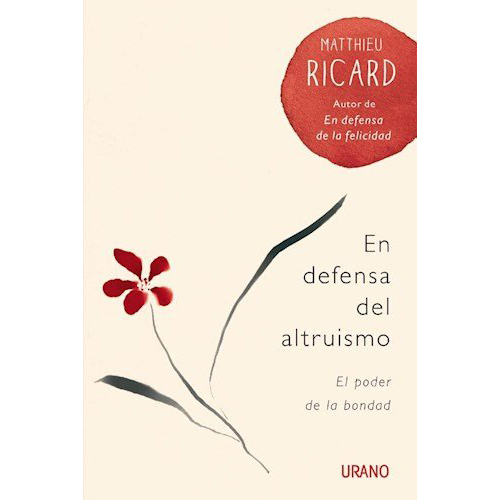 MATTHIEU
RICARD
Autor de
En defensa
de la felicidad
En
defensa
del
altruismo
El poder
de la bondad
URANO